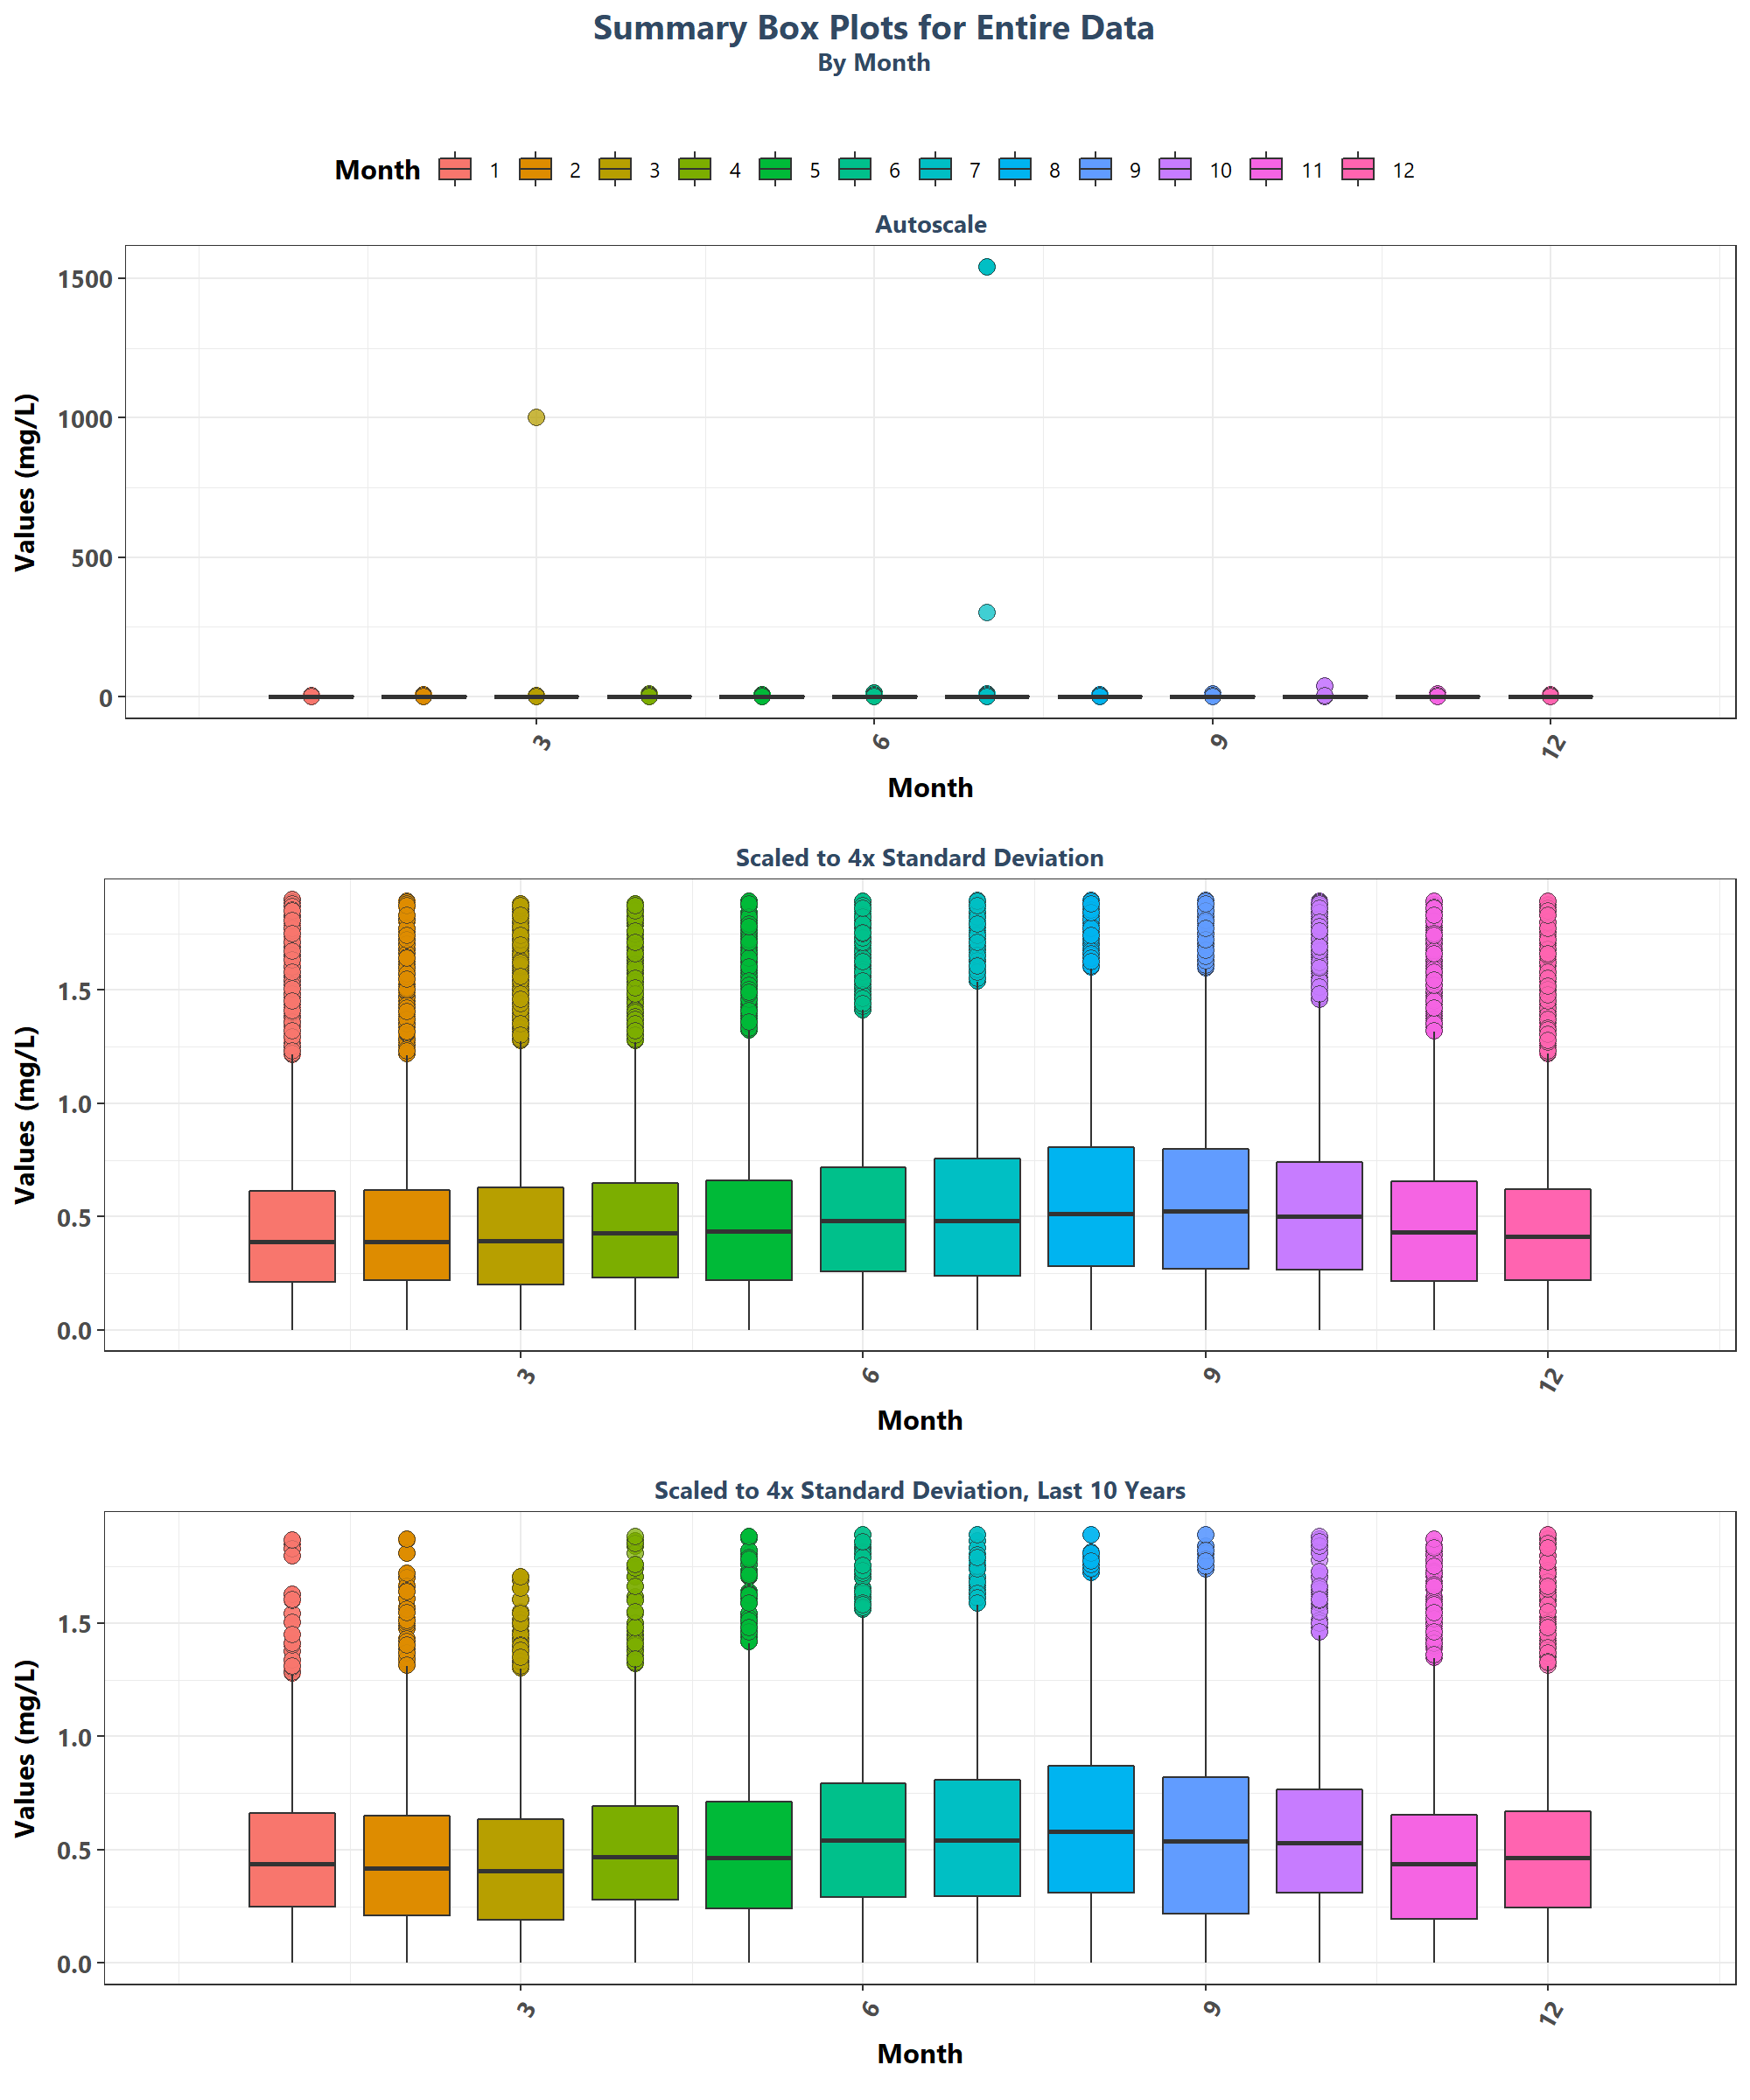 Summary Box Plots for Entire Data
By Month
Month 1 2 3 4 5 6 7 8 9 10 11 12
Autoscale
Values (mg/L)
1500
1000
500
0
3 6 9 12
Month
Scaled to 4x Standard Deviation
Values (mg/L)
1.5
1.0
0.5
0.0
3 6 9 12
Month
Scaled to 4x Standard Deviation, Last 10 Years
Values (mg/L)
1.5
1.0
0.5
0.0
3 6 9 12
Month